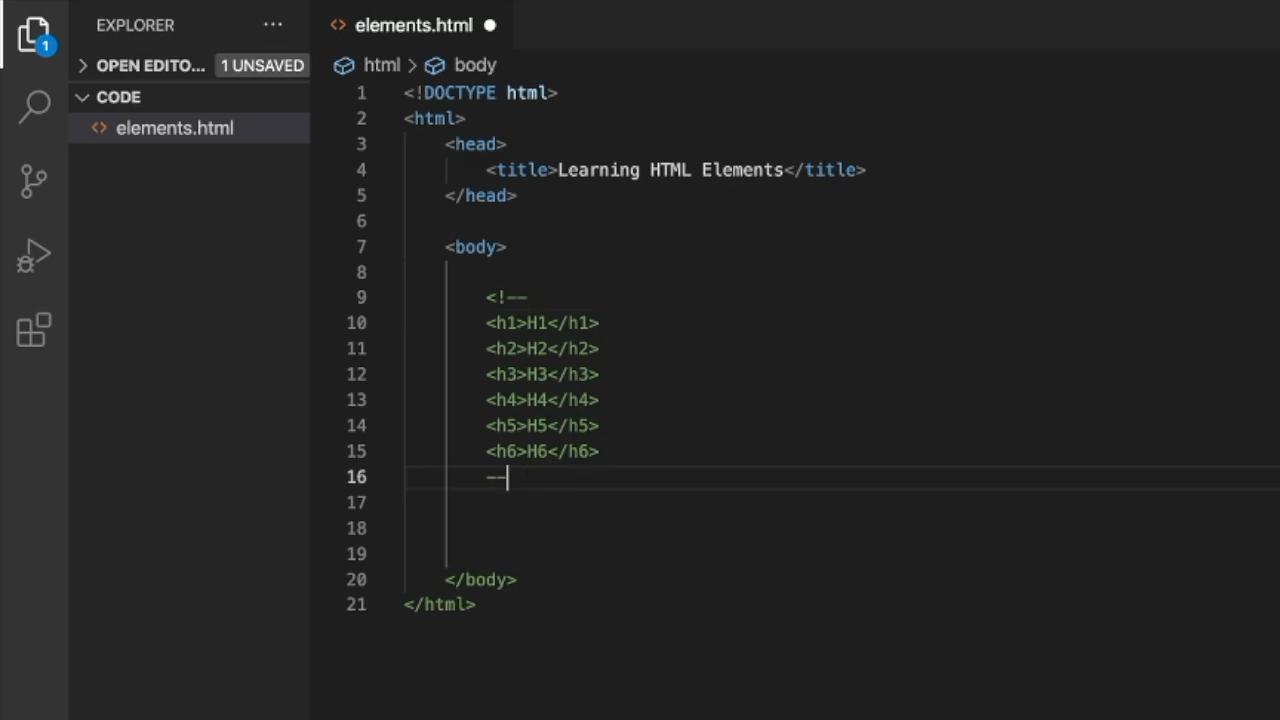 EXPLORER
···
elements.html
1
OPEN EDITO... 1 UNSAVED
html > body
CODE
elements.html
1 <!DOCTYPE html>
2 <html>
3 <head>
4 <title>Learning HTML Elements</title>
5 </head>
6
7 <body>
8
9 <!--
10 <h1>H1</h1>
11 <h2>H2</h2>
12 <h3>H3</h3>
13 <h4>H4</h4>
14 <h5>H5</h5>
15 <h6>H6</h6>
16 --
17
18
19
20 </body>
21 </html>